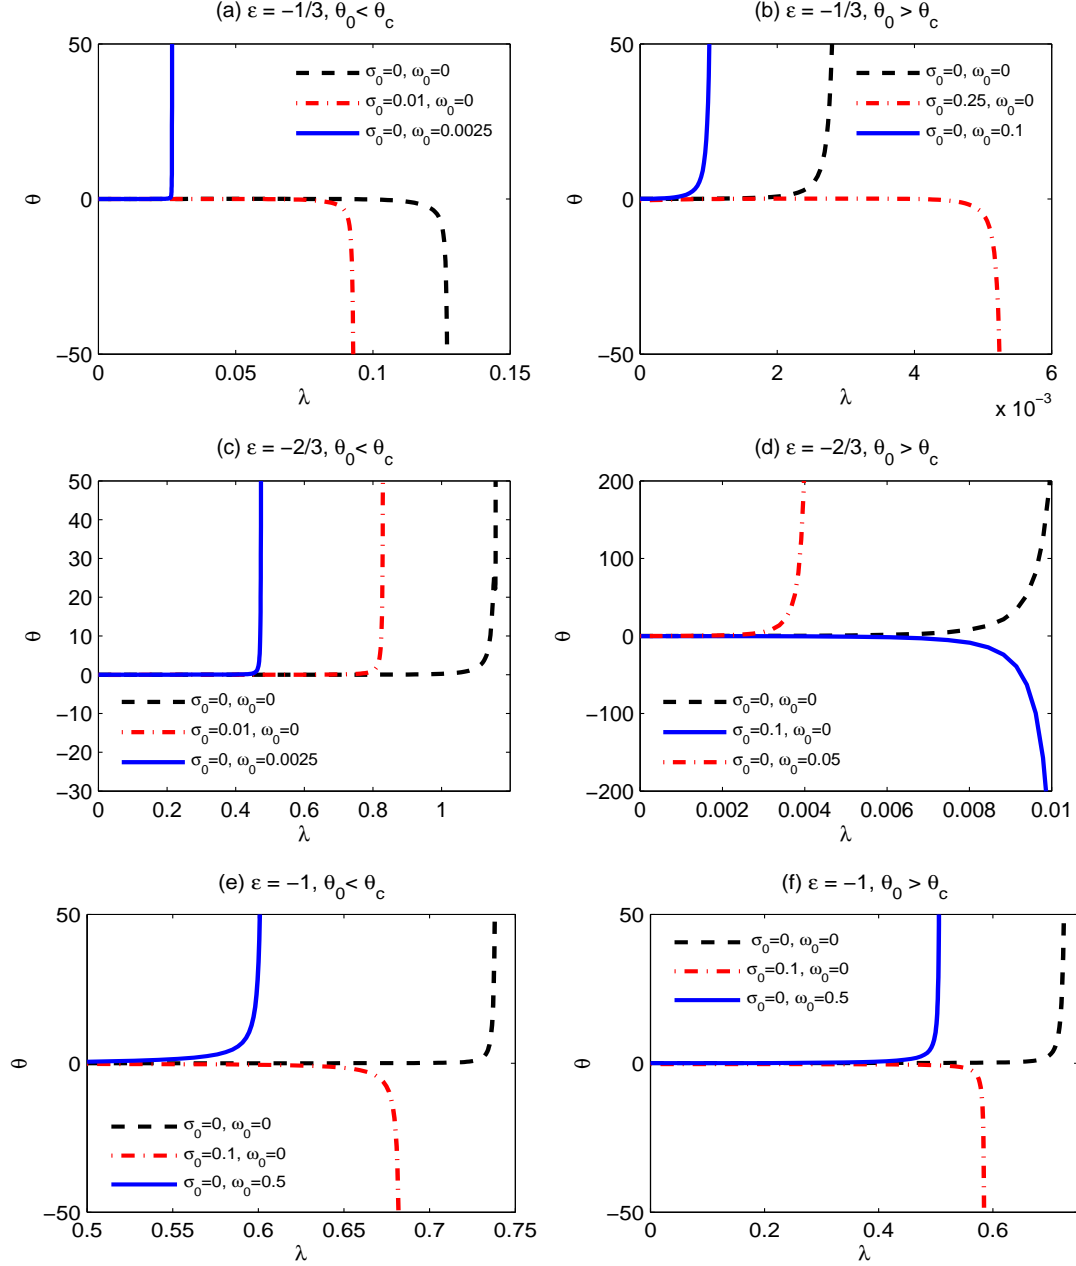 (a) ε = −1/3, θ₀< θc
50
0
−50
θ
σ₀=0, ω₀=0
σ₀=0.01, ω₀=0
σ₀=0, ω₀=0.0025
0 0.05 0.1 0.15
λ
(b) ε = −1/3, θ₀ > θc
50
0
−50
θ
σ₀=0, ω₀=0
σ₀=0.25, ω₀=0
σ₀=0, ω₀=0.1
0 2 4 6
λ
x 10⁻³
(c) ε = −2/3, θ₀< θc
50
40
30
20
10
0
−10
−20
−30
θ
σ₀=0, ω₀=0
σ₀=0.01, ω₀=0
σ₀=0, ω₀=0.0025
0 0.2 0.4 0.6 0.8 1
λ
(d) ε = −2/3, θ₀ > θc
200
100
0
−100
−200
θ
σ₀=0, ω₀=0
σ₀=0.1, ω₀=0
σ₀=0, ω₀=0.05
0 0.002 0.004 0.006 0.008 0.01
λ
(e) ε = −1, θ₀< θc
50
0
−50
θ
σ₀=0, ω₀=0
σ₀=0.1, ω₀=0
σ₀=0, ω₀=0.5
0.5 0.55 0.6 0.65 0.7 0.75
λ
(f) ε = −1, θ₀ > θc
50
0
−50
θ
σ₀=0, ω₀=0
σ₀=0.1, ω₀=0
σ₀=0, ω₀=0.5
0 0.2 0.4 0.6
λ